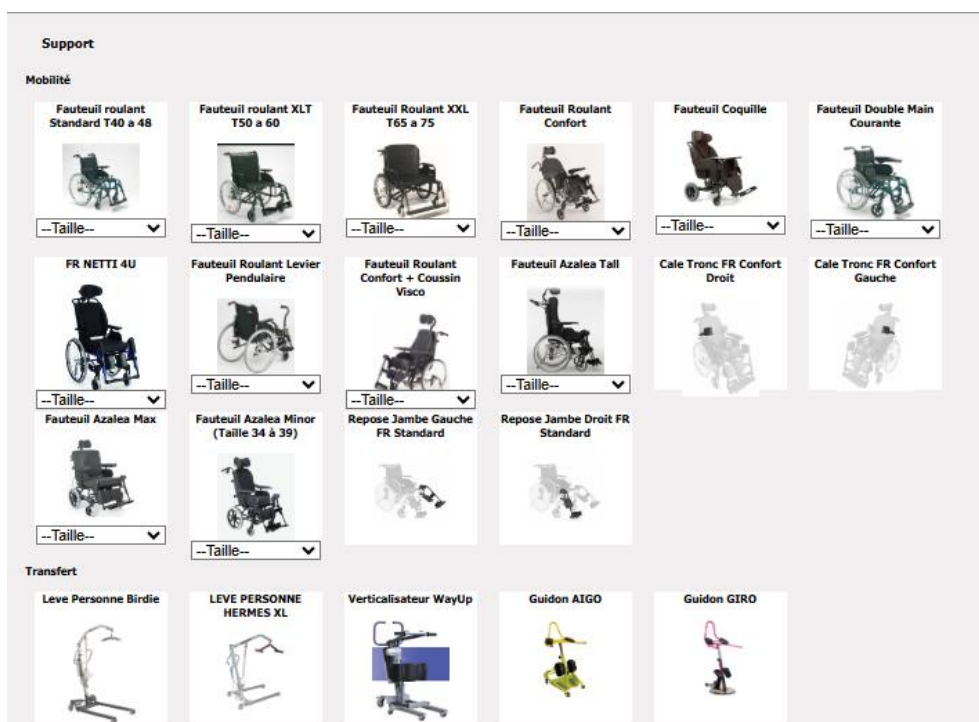 Support
Mobilité
Fauteuil roulant
Standard T40 a 48
--Taille--
Fauteuil roulant XLT
T50 a 60
--Taille--
Fauteuil Roulant XXL
T65 a 75
--Taille--
Fauteuil Roulant
Confort
--Taille--
Fauteuil Coquille
--Taille--
Fauteuil Double Main
Courante
--Taille--
FR NETTI 4U
--Taille--
Fauteuil Roulant Levier
Pendulaire
--Taille--
Fauteuil Roulant
Confort + Coussin
Visco
--Taille--
Fauteuil Azalea Tall
--Taille--
Cale Tronc FR Confort
Droit
Cale Tronc FR Confort
Gauche
Fauteuil Azalea Max
--Taille--
Fauteuil Azalea Minor
(Taille 34 à 39)
--Taille--
Repose Jambe Gauche
FR Standard
Repose Jambe Droit FR
Standard
Transfert
Leve Personne Birdie
LEVE PERSONNE
HERMES XL
Verticalisateur WayUp
Guidon AIGO
Guidon GIRO